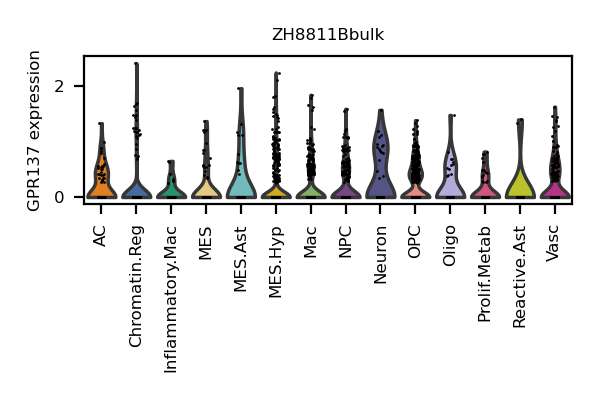 ZH8811Bbulk
GPR137 expression
2
0
AC
Chromatin.Reg
Inflammatory.Mac
MES
MES.Ast
MES.Hyp
Mac
NPC
Neuron
OPC
Oligo
Prolif.Metab
Reactive.Ast
Vasc